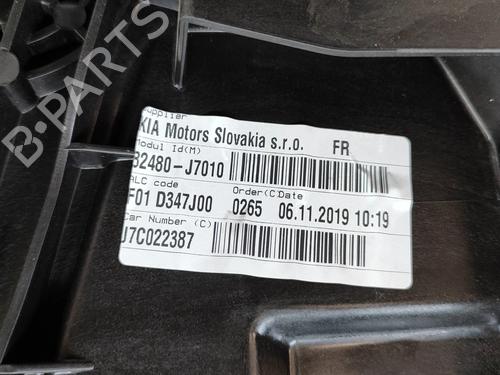 B-PARTS
Supplier
KIA Motors Slovakia s.r.o. FR
Modul Id(M)
82480-J7010
ALC code Order(C) Date
F01 D347J00 0265 06.11.2019 10:19
Car Number (C)
J7C022387